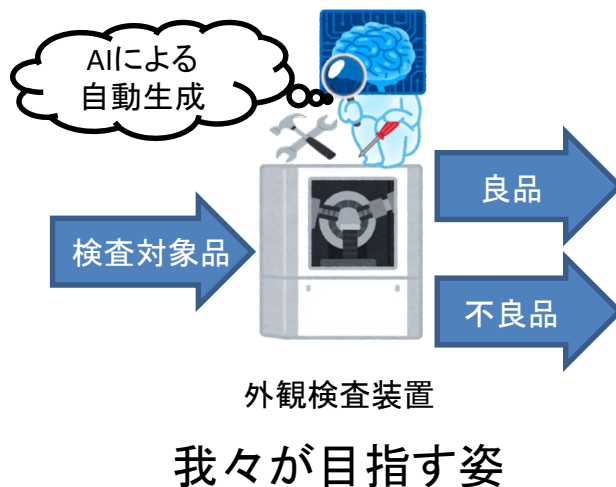 AIによる
自動生成
検査対象品
良品
不良品
外観検査装置
我々が目指す姿